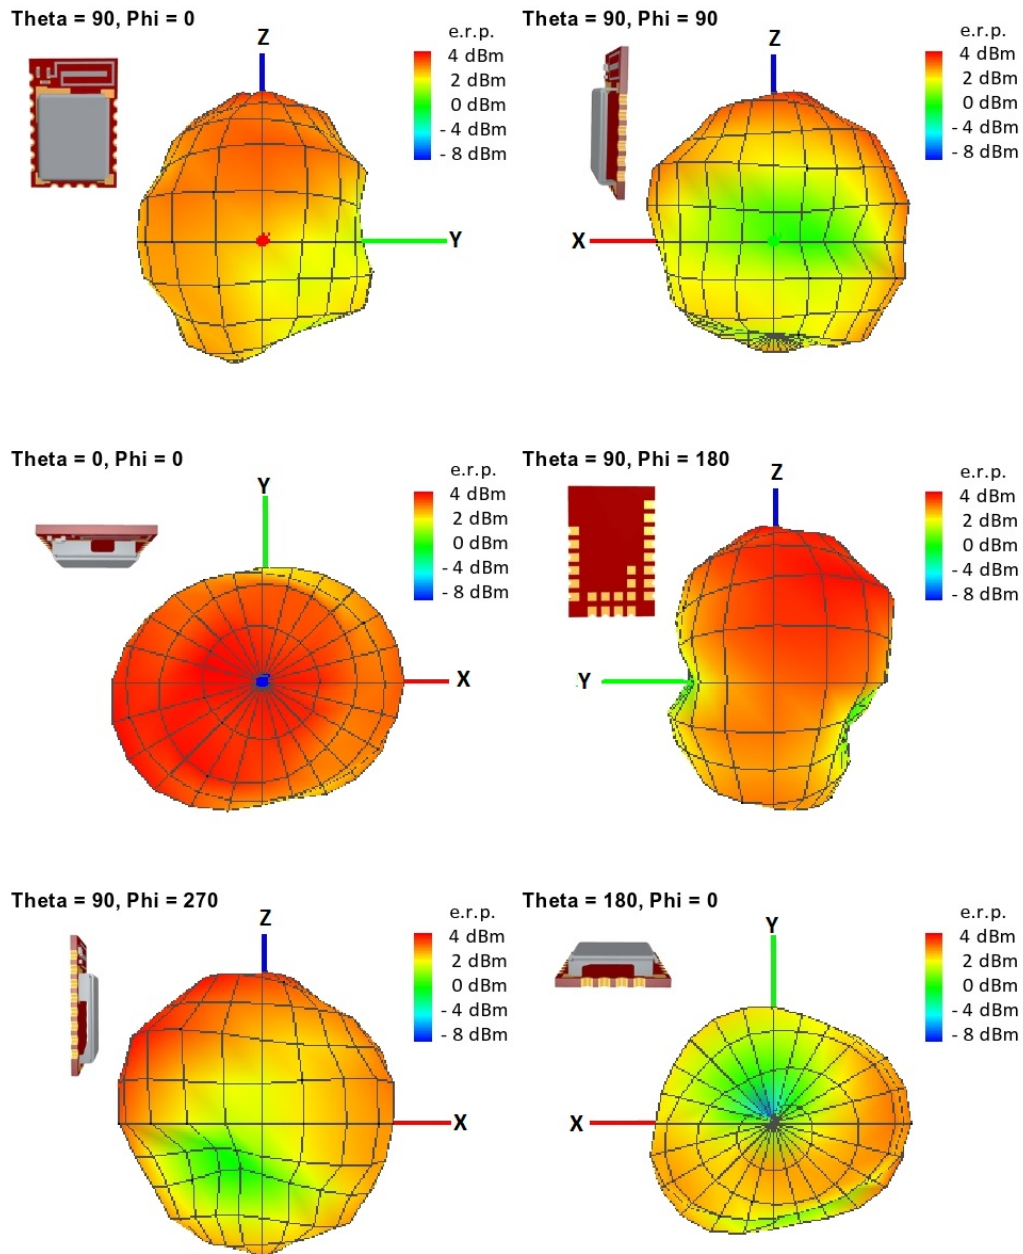 Theta = 90, Phi = 0
Z
e.r.p.
4 dBm
2 dBm
0 dBm
- 4 dBm
- 8 dBm
Y
Theta = 90, Phi = 90
Z
e.r.p.
4 dBm
2 dBm
0 dBm
- 4 dBm
- 8 dBm
X
Theta = 0, Phi = 0
Y
e.r.p.
4 dBm
2 dBm
0 dBm
- 4 dBm
- 8 dBm
X
Theta = 90, Phi = 180
Z
e.r.p.
4 dBm
2 dBm
0 dBm
- 4 dBm
- 8 dBm
Y
Theta = 90, Phi = 270
Z
e.r.p.
4 dBm
2 dBm
0 dBm
- 4 dBm
- 8 dBm
X
Theta = 180, Phi = 0
Y
e.r.p.
4 dBm
2 dBm
0 dBm
- 4 dBm
- 8 dBm
X